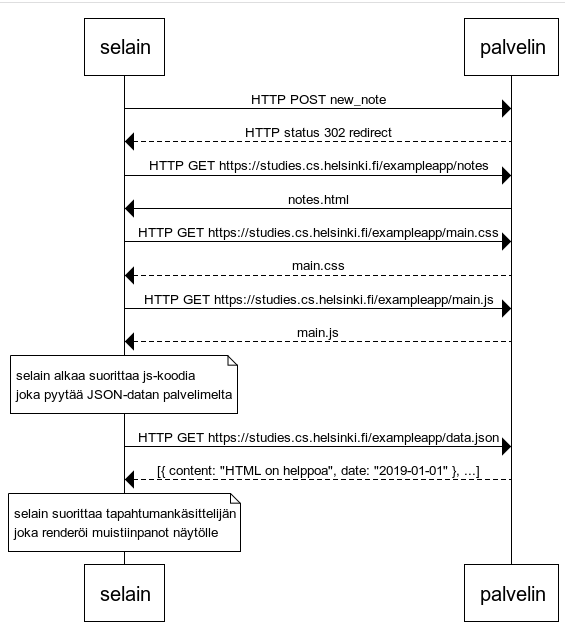 selain
palvelin
HTTP POST new_note
HTTP status 302 redirect
HTTP GET https://studies.cs.helsinki.fi/exampleapp/notes
notes.html
HTTP GET https://studies.cs.helsinki.fi/exampleapp/main.css
main.css
HTTP GET https://studies.cs.helsinki.fi/exampleapp/main.js
main.js
selain alkaa suorittaa js-koodia
joka pyytää JSON-datan palvelimelta
HTTP GET https://studies.cs.helsinki.fi/exampleapp/data.json
[{ content: "HTML on helppoa", date: "2019-01-01" }, ...]
selain suorittaa tapahtumankäsittelijän
joka renderöi muistiinpanot näytölle
selain
palvelin